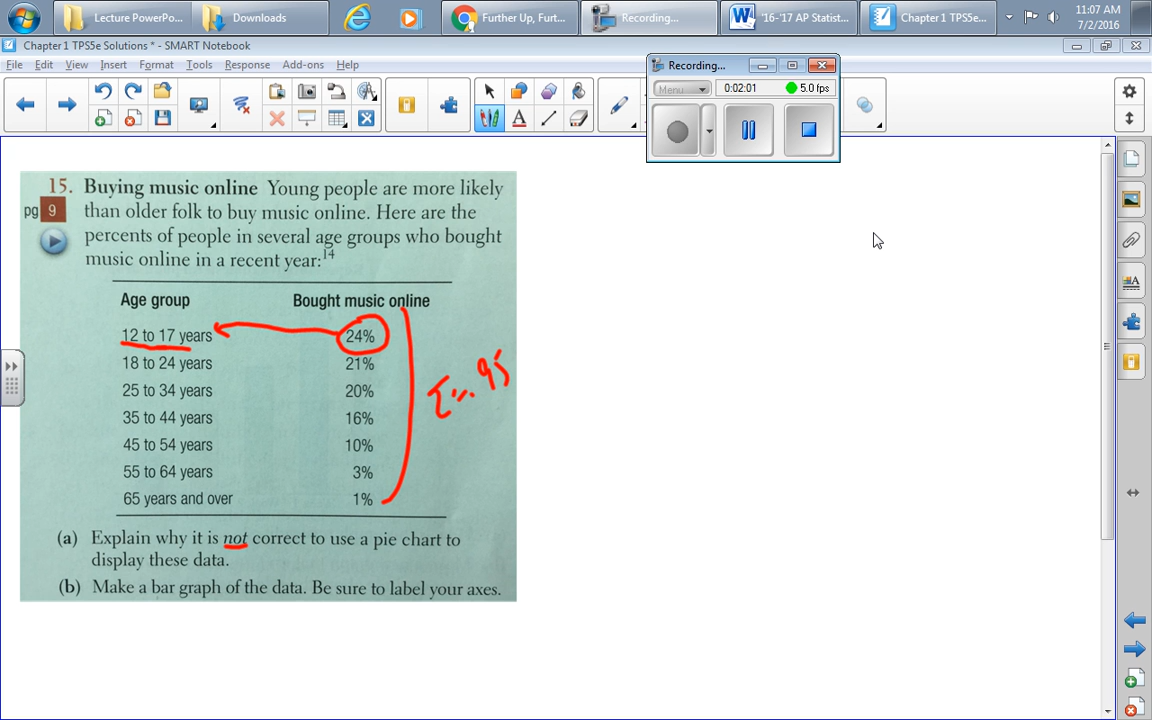 Lecture PowerPo...
Downloads
Further Up, Furt...
Recording...
'16-'17 AP Statist...
Chapter 1 TPS5e...
11:07 AM
7/2/2016
Chapter 1 TPS5e Solutions * - SMART Notebook
File Edit View Insert Format Tools Response Add-ons Help
Recording...
Menu
0:02:01
5.0 fps
15. Buying music online Young people are more likely
pg 9 than older folk to buy music online. Here are the
percents of people in several age groups who bought
music online in a recent year:14
Age group Bought music online
12 to 17 years 24%
18 to 24 years 21%
25 to 34 years 20%
35 to 44 years 16%
45 to 54 years 10%
55 to 64 years 3%
65 years and over 1%
Σ%. 95
(a) Explain why it is not correct to use a pie chart to
display these data.
(b) Make a bar graph of the data. Be sure to label your axes.